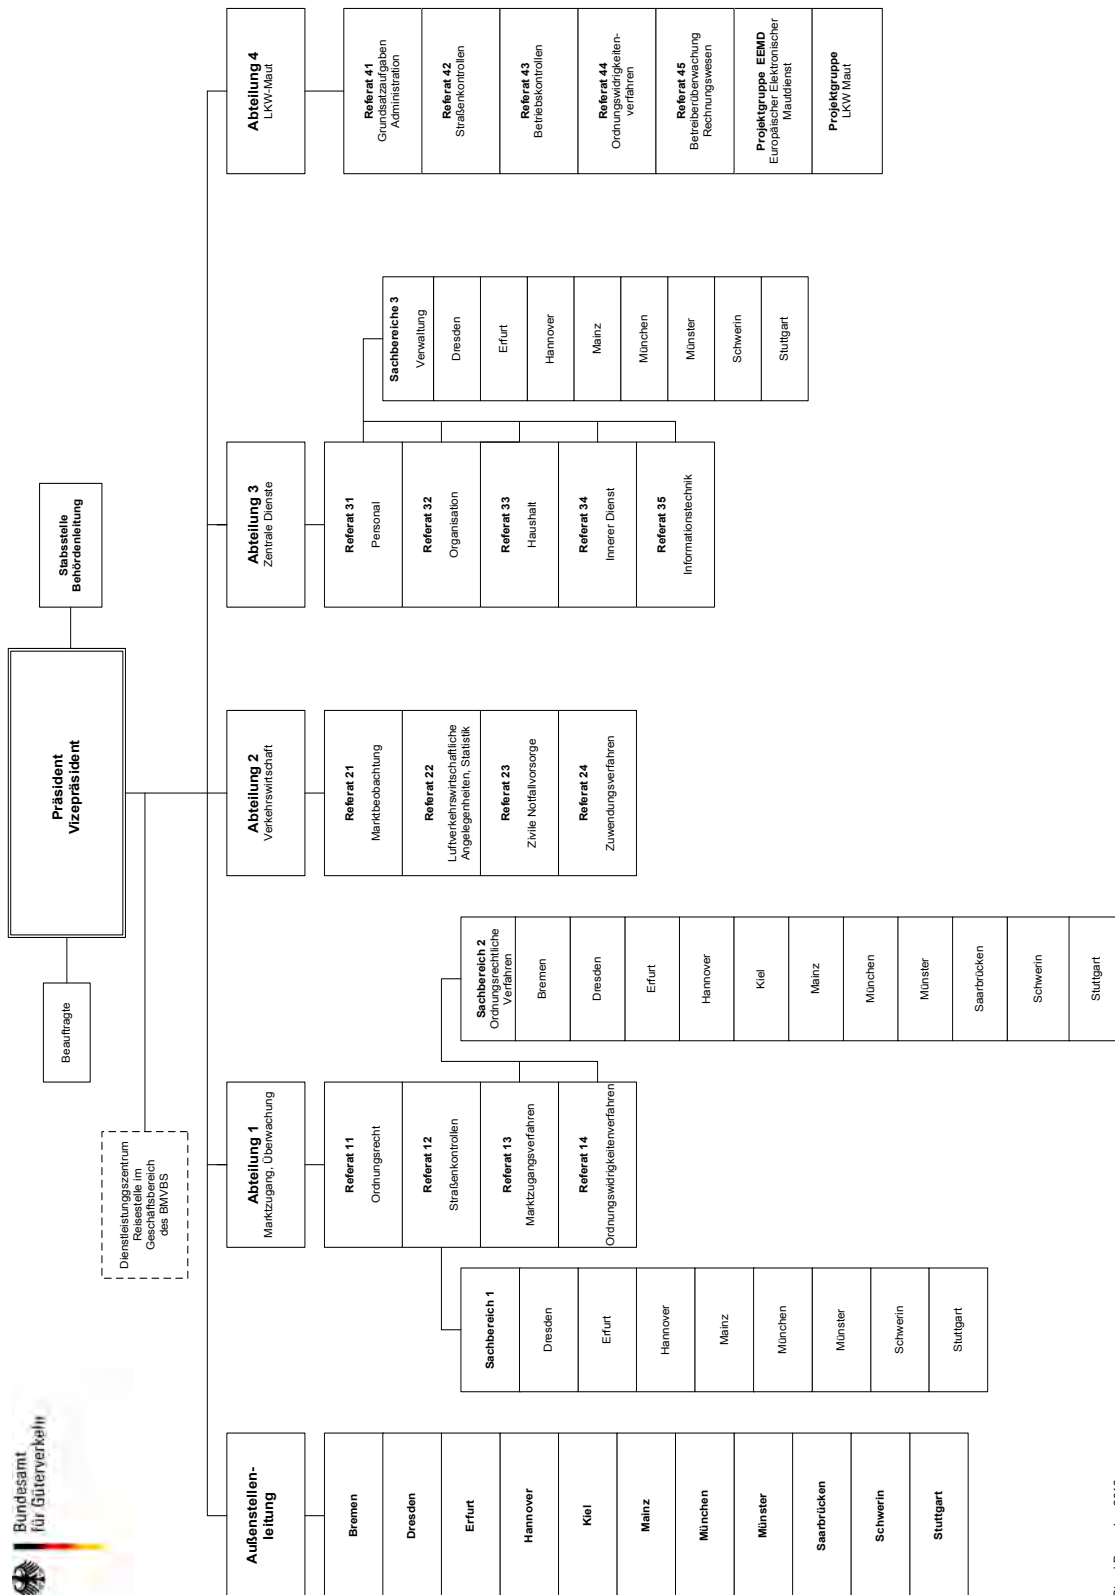 Bundesamt
für Güterverkehr
Präsident
Vizepräsident
Beauftragte
Stabsstelle
Behördenleitung
Dienstleistunggszentrum
Reisestelle im
Geschäftsbereich
des BMVBS
Außenstellen-
leitung
Bremen
Dresden
Erfurt
Hannover
Kiel
Mainz
München
Münster
Saarbrücken
Schwerin
Stuttgart
Abteilung 1
Marktzugang, Überwachung
Referat 11
Ordnungsrecht
Referat 12
Straßenkontrollen
Referat 13
Marktzugangsverfahren
Referat 14
Ordnungswidrigkeitenverfahren
Sachbereich 1
Dresden
Erfurt
Hannover
Mainz
München
Münster
Schwerin
Stuttgart
Sachbereich 2
Ordnungsrechtliche
Verfahren
Bremen
Dresden
Erfurt
Hannover
Kiel
Mainz
München
Münster
Saarbrücken
Schwerin
Stuttgart
Abteilung 2
Verkehrswirtschaft
Referat 21
Marktbeobachtung
Referat 22
Luftverkehrswirtschaftliche
Angelegenheiten, Statistik
Referat 23
Zivile Notfallvorsorge
Referat 24
Zuwendungsverfahren
Abteilung 3
Zentrale Dienste
Referat 31
Personal
Referat 32
Organisation
Referat 33
Haushalt
Referat 34
Innerer Dienst
Referat 35
Informationstechnik
Sachbereiche 3
Verwaltung
Dresden
Erfurt
Hannover
Mainz
München
Münster
Schwerin
Stuttgart
Abteilung 4
LKW-Maut
Referat 41
Grundsatzaufgaben
Administration
Referat 42
Straßenkontrollen
Referat 43
Betriebskontrollen
Referat 44
Ordnungswidrigkeiten-
verfahren
Referat 45
Betreiberüberwachung
Rechnungswesen
Projektgruppe EEMD
Europäischer Elektronischer
Mautdienst
Projektgruppe
LKW Maut